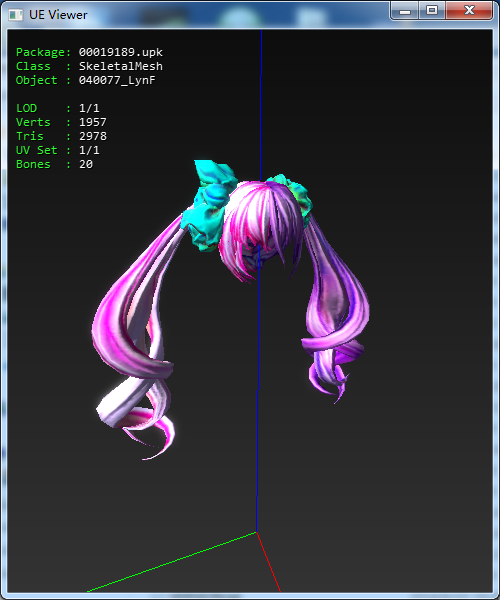 UE Viewer
Package: 00019189.upk
Class : SkeletalMesh
Object : 040077_LynF
LOD : 1/1
Verts : 1957
Tris : 2978
UV Set : 1/1
Bones : 20